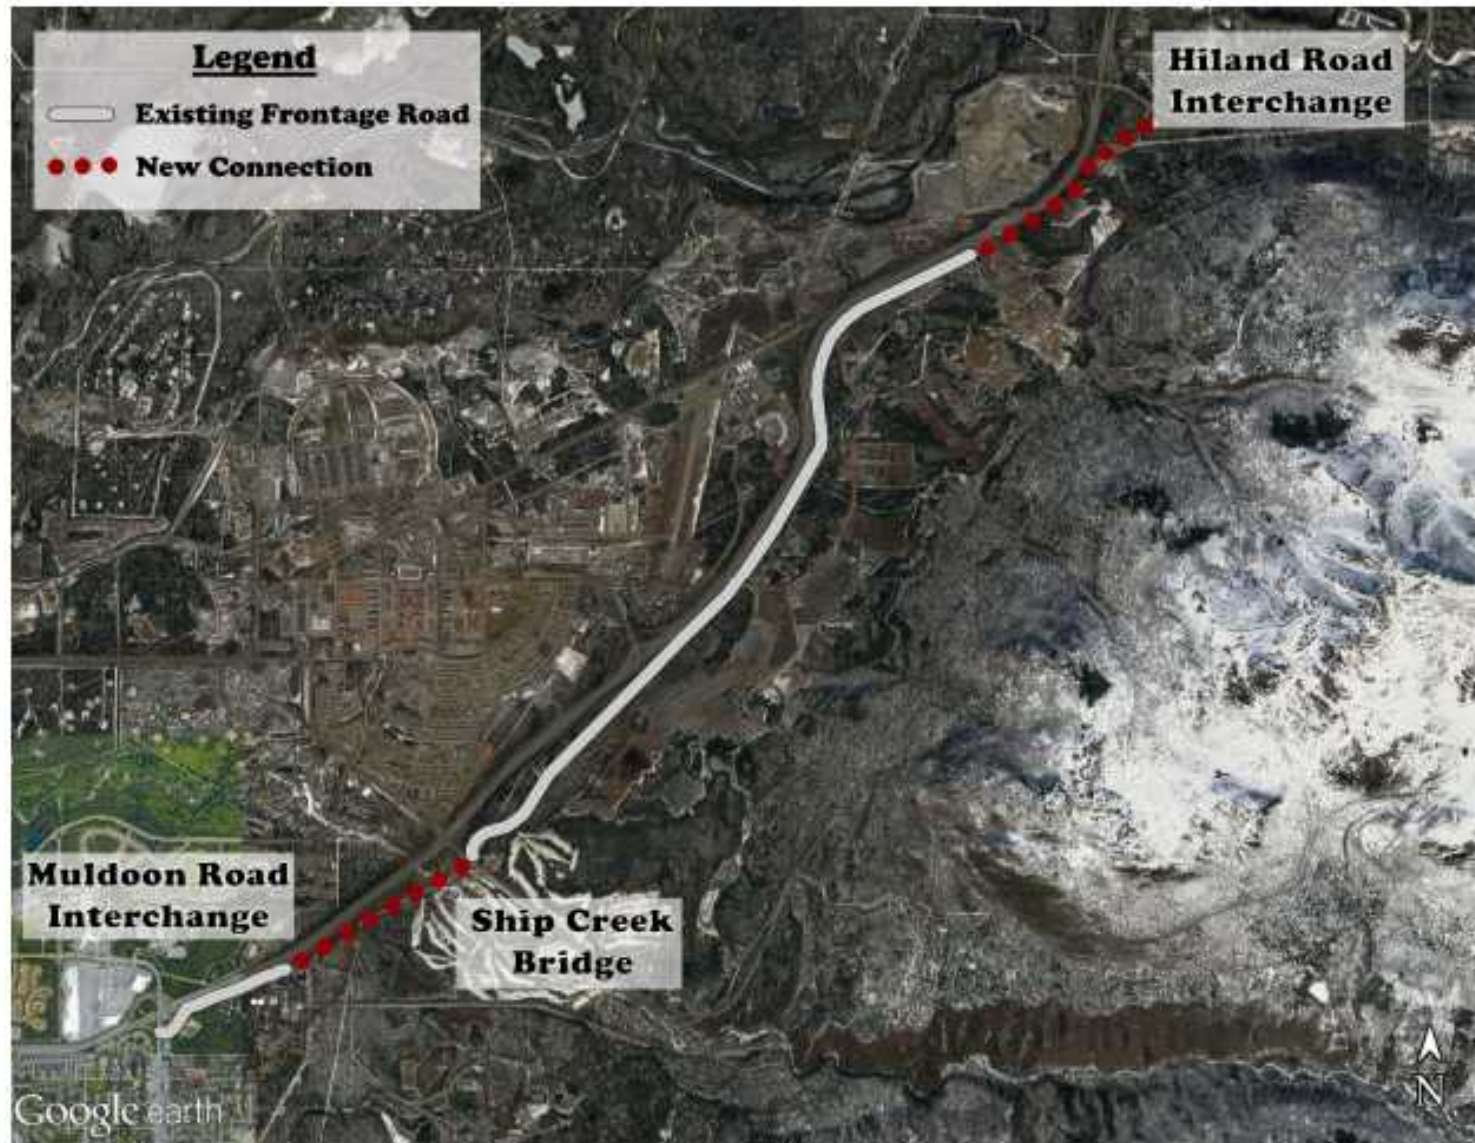 Legend
Existing Frontage Road
New Connection
Hiland Road
Interchange
Muldoon Road
Interchange
Ship Creek
Bridge
N
Google earth